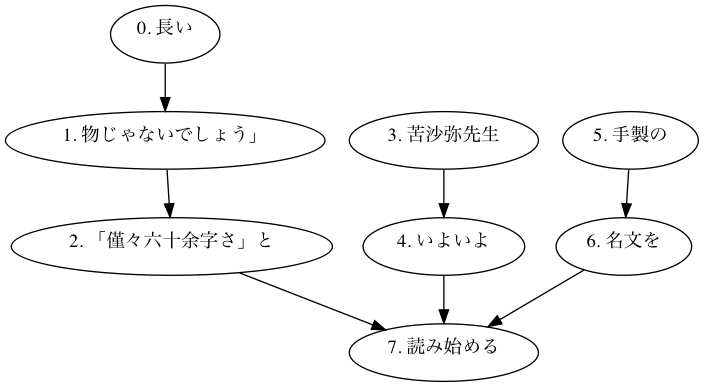 0. 長い
1. 物じゃないでしょう」
3. 苦沙弥先生
5. 手製の
2. 「僅々六十余字さ」と
4. いよいよ
6. 名文を
7. 読み始める